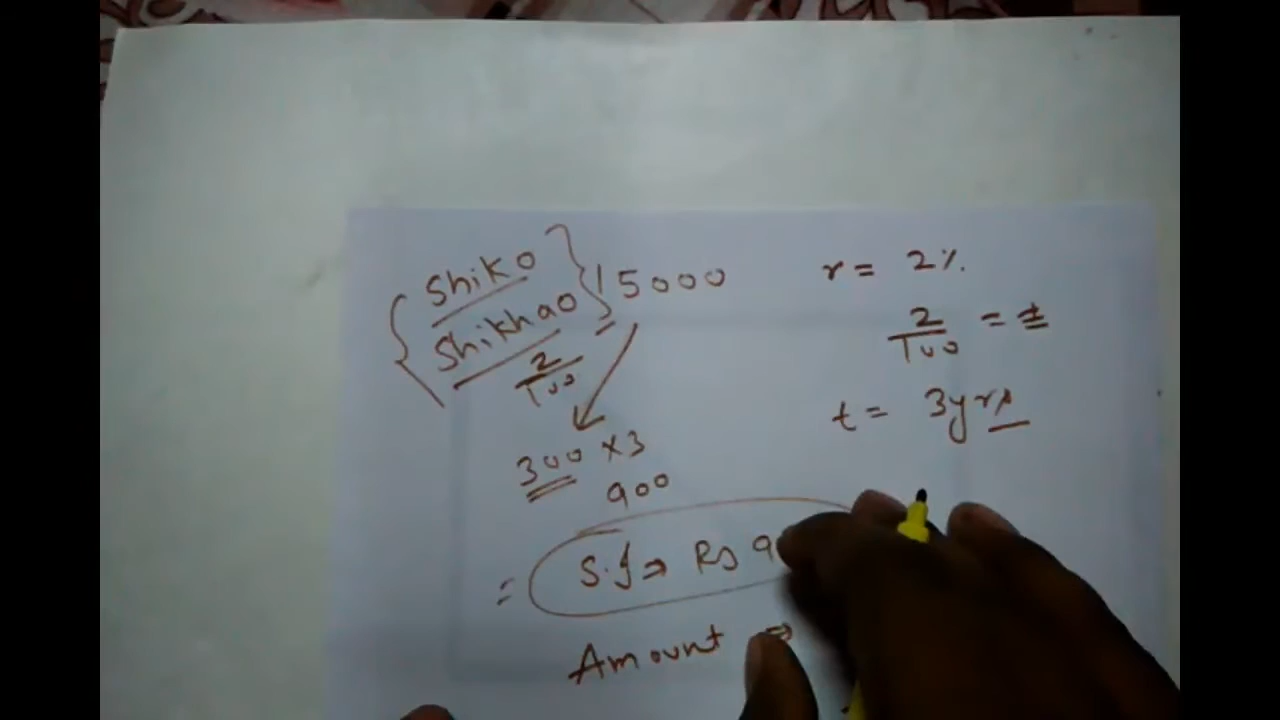 Shiko
Shikhao
15000
2/100
300 × 3
900
= S.I ⇒ Rs 9
Amount ⇒
r = 2%
2/100 =
t = 3yrs